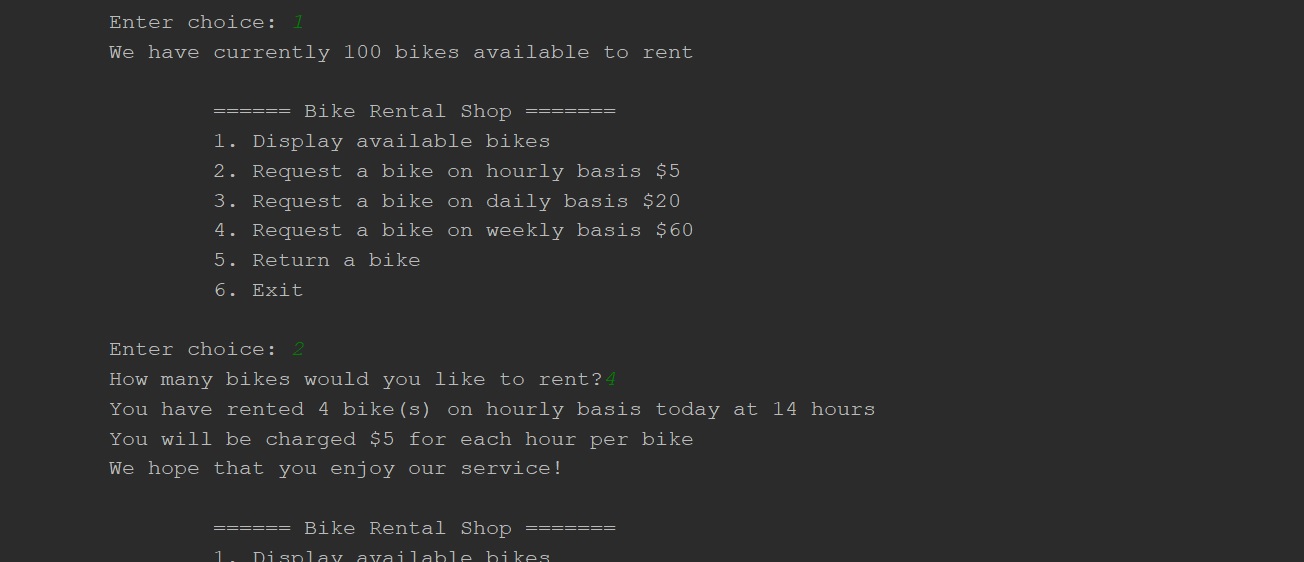 Enter choice: 1
We have currently 100 bikes available to rent
====== Bike Rental Shop =======
1. Display available bikes
2. Request a bike on hourly basis $5
3. Request a bike on daily basis $20
4. Request a bike on weekly basis $60
5. Return a bike
6. Exit
Enter choice: 2
How many bikes would you like to rent?4
You have rented 4 bike(s) on hourly basis today at 14 hours
You will be charged $5 for each hour per bike
We hope that you enjoy our service!
====== Bike Rental Shop =======
1. Display available bikes